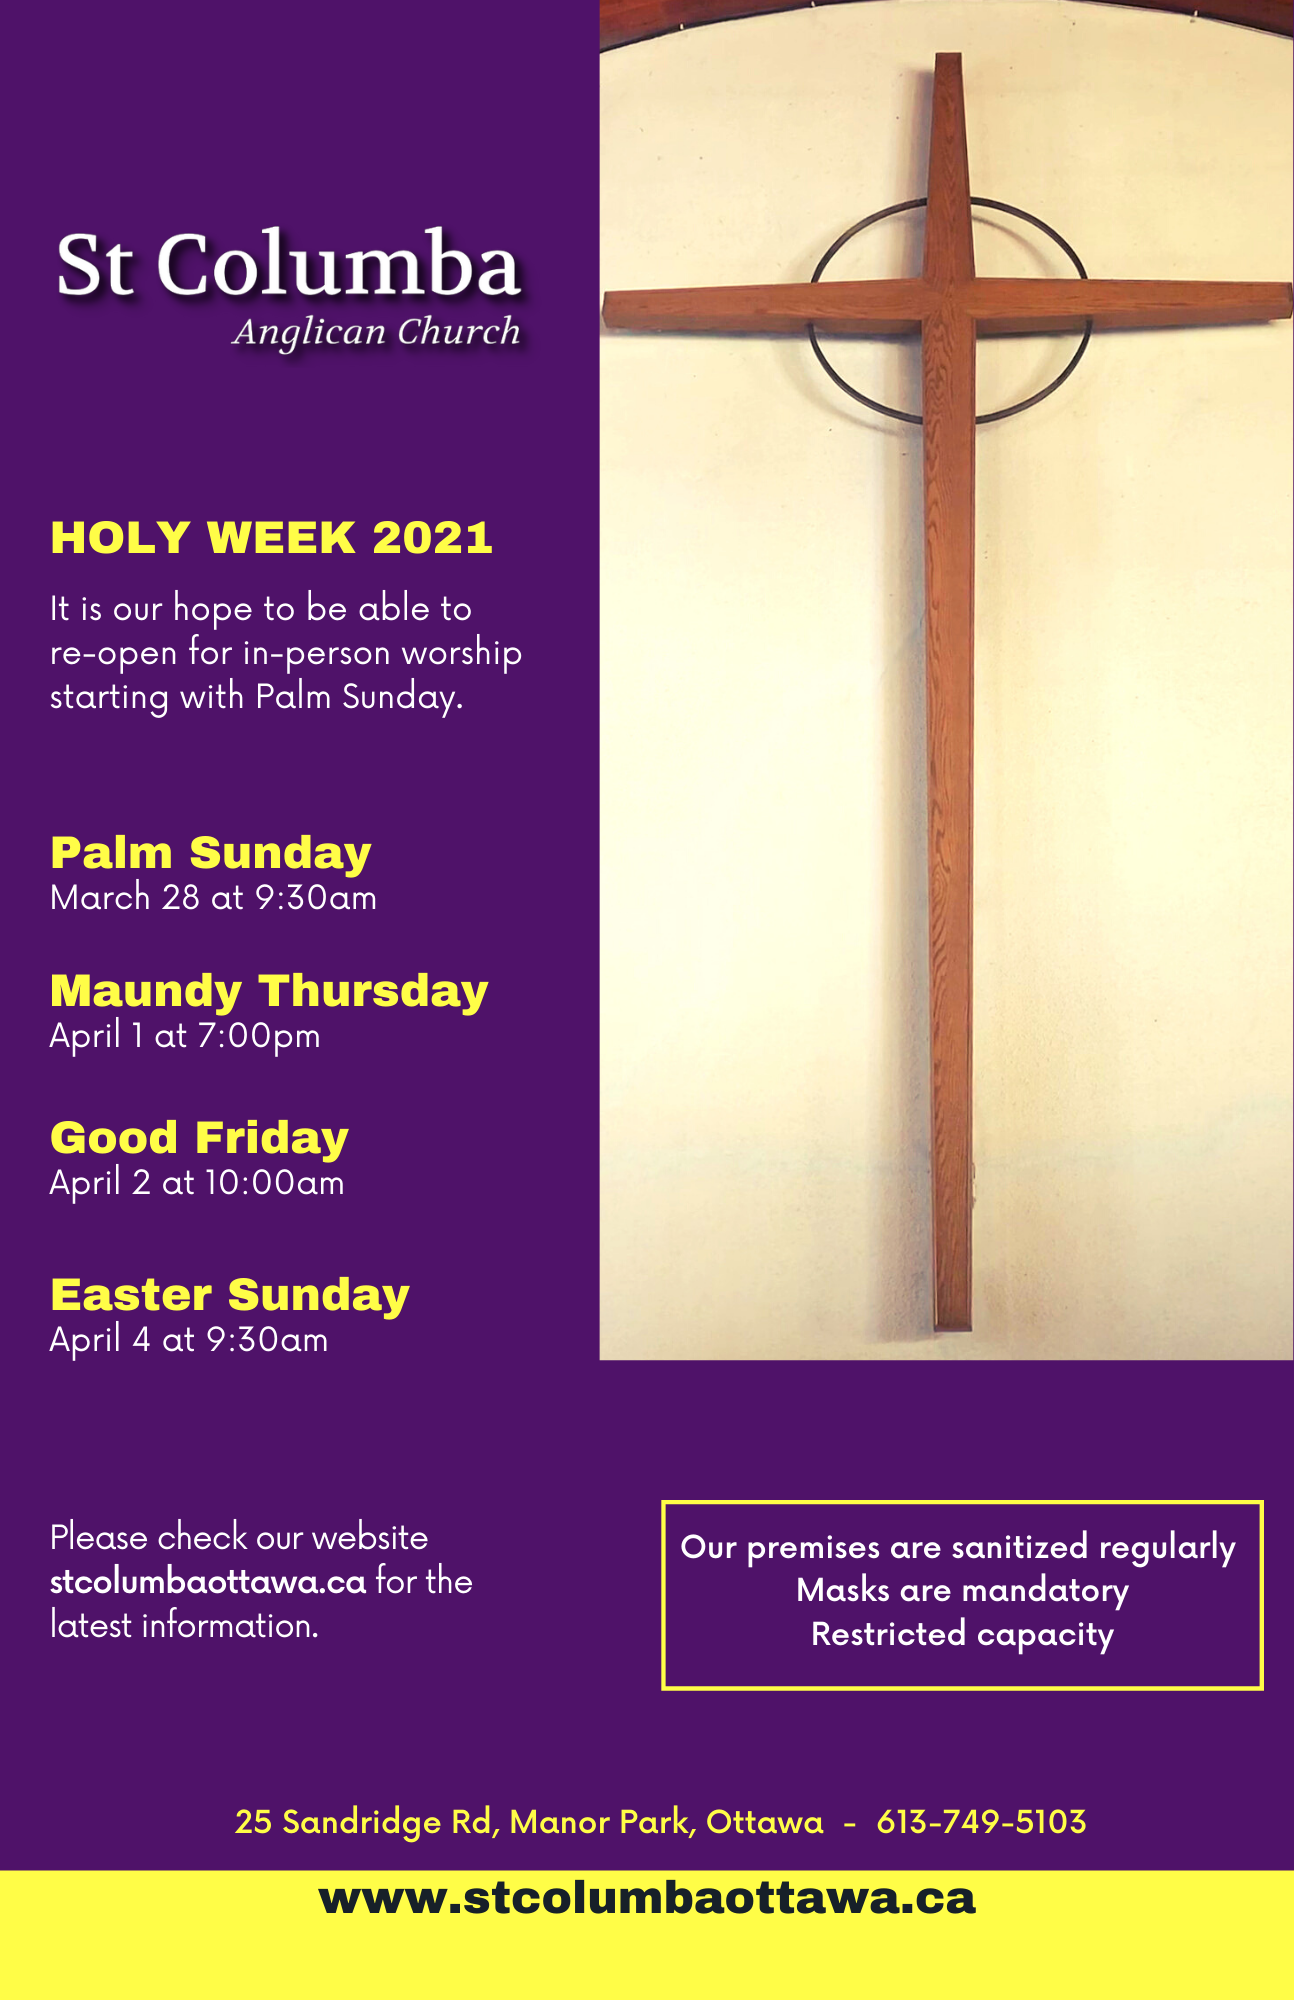 St Columba
Anglican Church
HOLY WEEK 2021
It is our hope to be able to
re-open for in-person worship
starting with Palm Sunday.
Palm Sunday
March 28 at 9:30am
Maundy Thursday
April 1 at 7:00pm
Good Friday
April 2 at 10:00am
Easter Sunday
April 4 at 9:30am
Please check our website
stcolumbaottawa.ca for the
latest information.
Our premises are sanitized regularly
Masks are mandatory
Restricted capacity
25 Sandridge Rd, Manor Park, Ottawa - 613-749-5103
www.stcolumbaottawa.ca